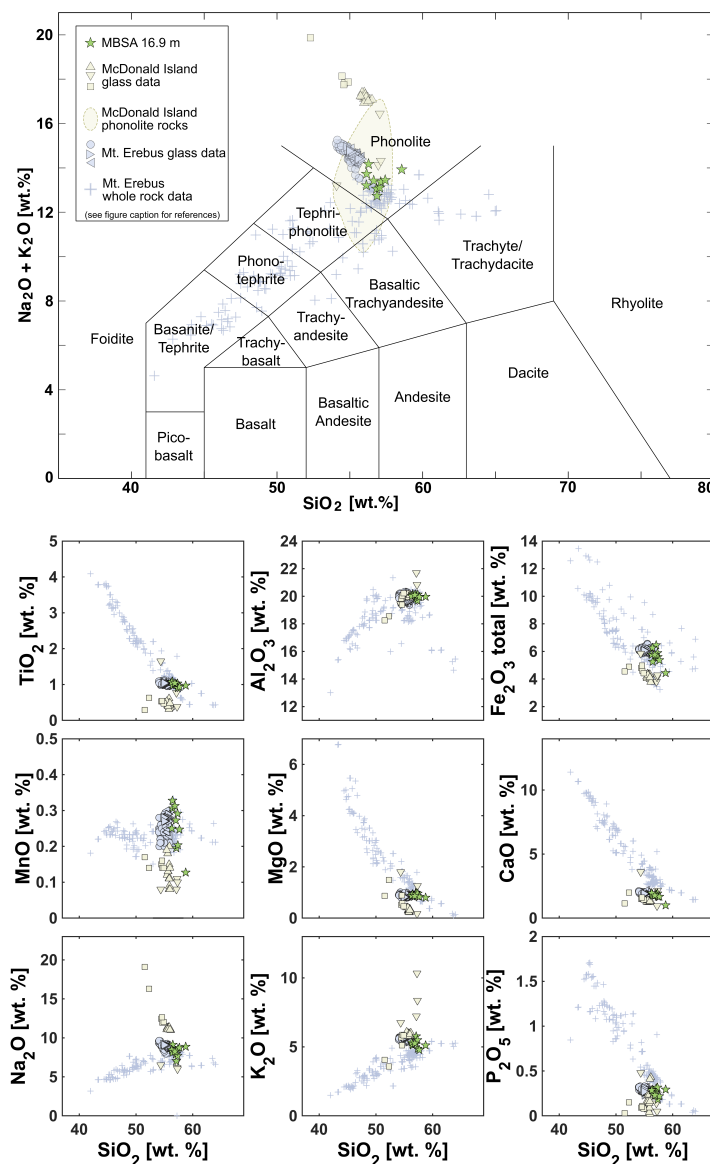 20
16
12
8
4
0
Na2O + K2O [wt.%]
MBSA 16.9 m
McDonald Island
glass data
McDonald Island
phonolite rocks
Mt. Erebus glass data
Mt. Erebus
whole rock data
(see figure caption for references)
Phonolite
Tephri-
phonolite
Phono-
tephrite
Trachyte/
Trachydacite
Basaltic
Trachyandesite
Rhyolite
Foidite
Basanite/
Tephrite
Trachy-
andesite
Trachy-
basalt
Dacite
Andesite
Basaltic
Andesite
Basalt
Pico-
basalt
40
50
60
70
80
SiO2 [wt.%]
5
4
3
2
1
0
TiO2 [wt. %]
24
22
20
18
16
14
12
Al2O3 [wt. %]
14
12
10
8
6
4
2
Fe2O3 total [wt. %]
0.5
0.4
0.3
0.2
0.1
0
MnO [wt. %]
6
4
2
0
MgO [wt. %]
10
5
0
CaO [wt. %]
20
15
10
5
0
Na2O [wt. %]
40
50
60
SiO2 [wt. %]
10
5
0
K2O [wt. %]
40
50
60
SiO2 [wt. %]
2
1.5
1
0.5
0
P2O5 [wt. %]
40
50
60
SiO2 [wt. %]